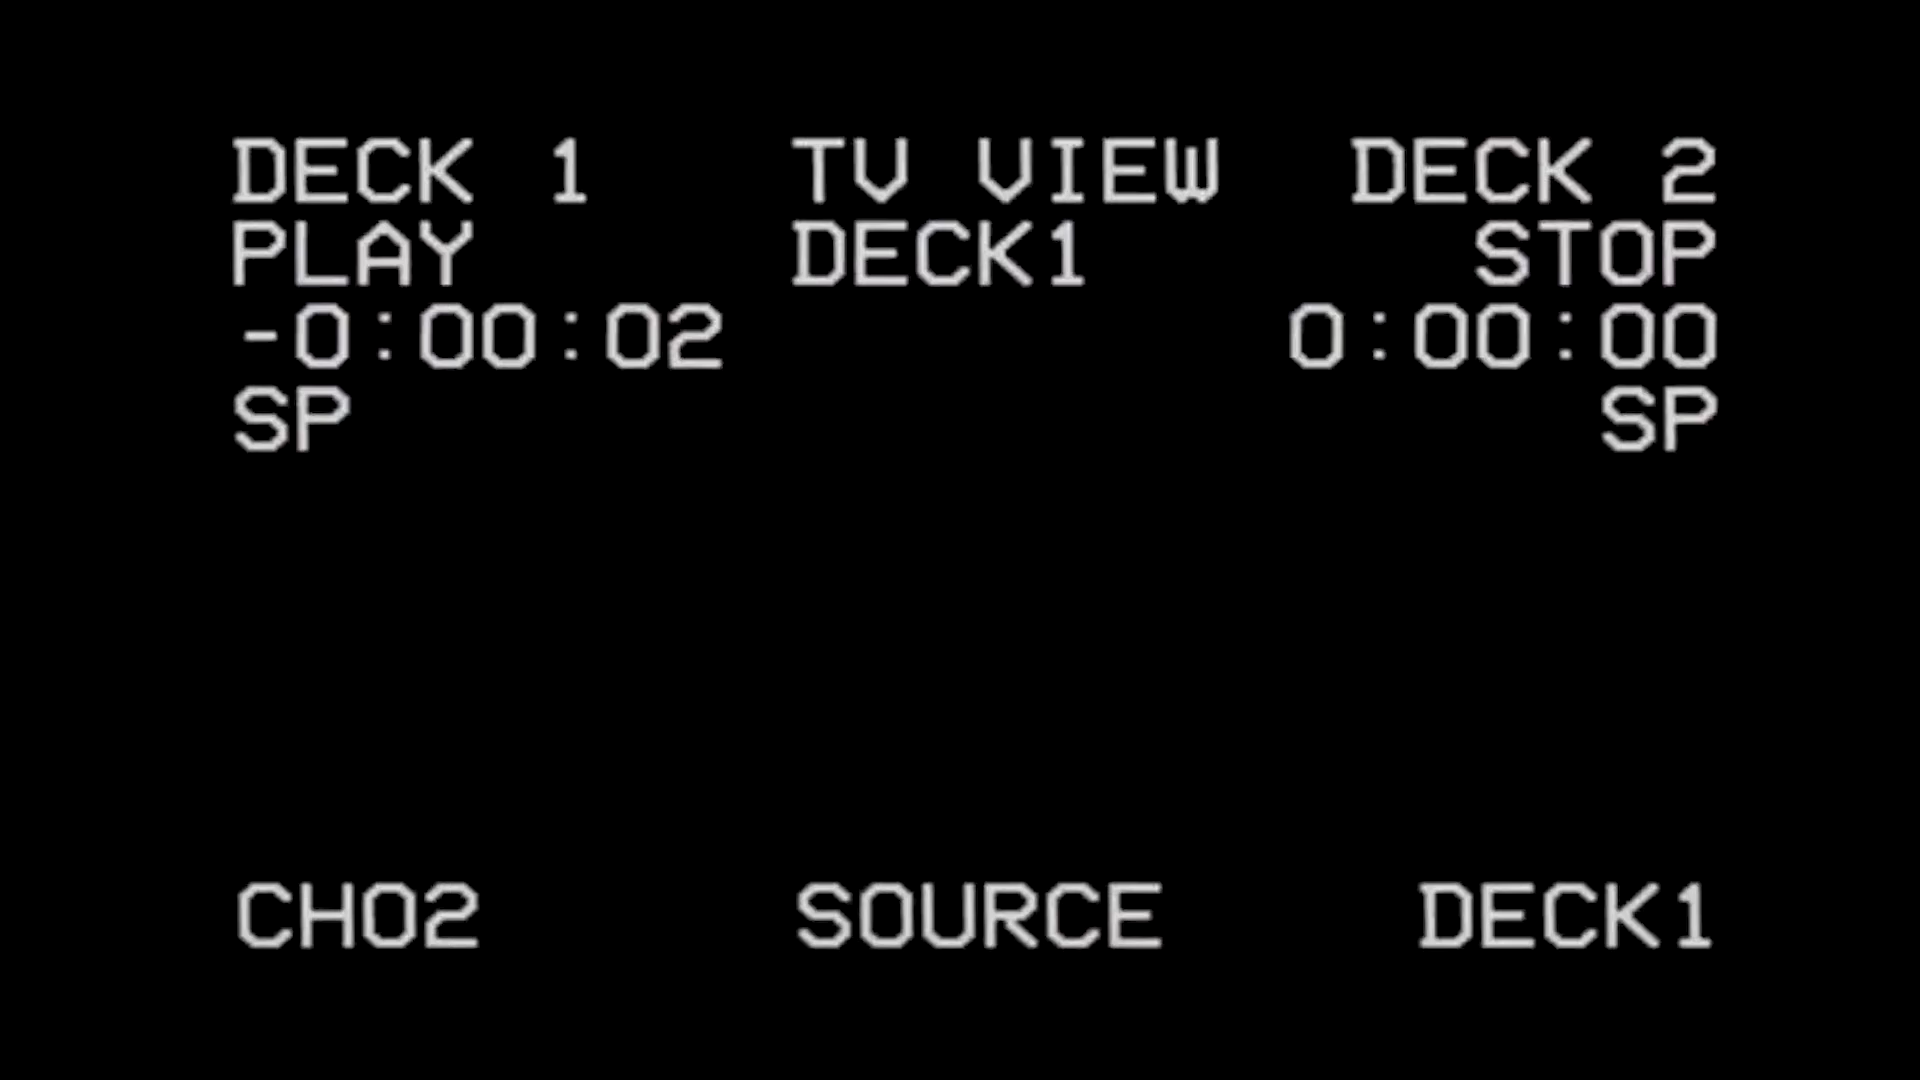 DECK 1 TV VIEW DECK 2
PLAY DECK1 STOP
-0:00:02 0:00:00
SP SP
CH02 SOURCE DECK1